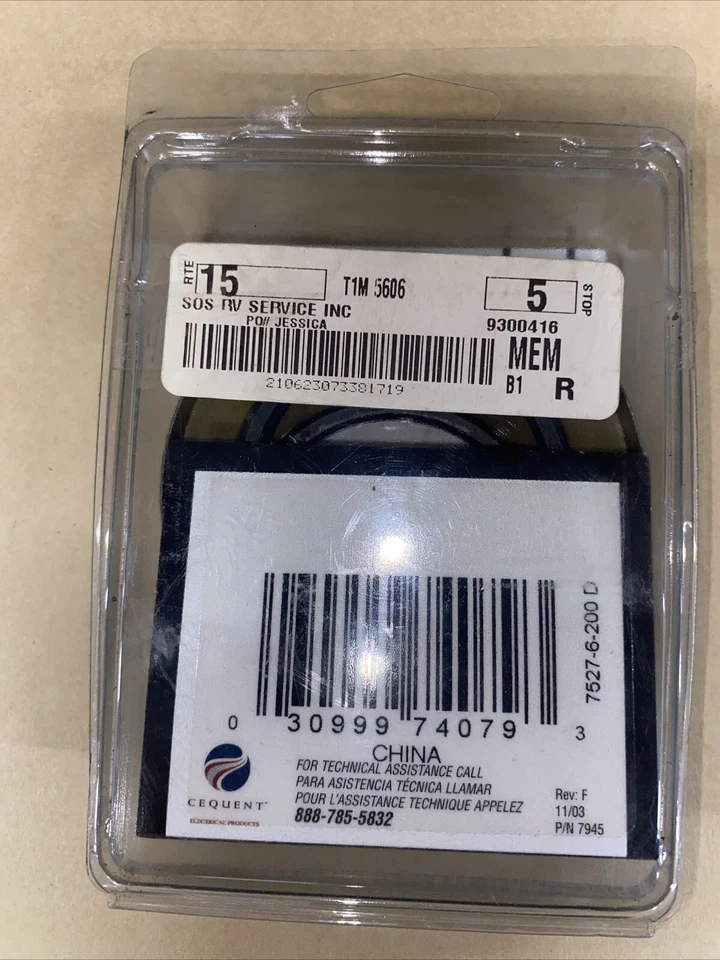 RTE 15 T1M 5606 5 STOP
SOS RV SERVICE INC 9300416
PO// JESSICA
MEM
210623073381719 B1 R
7527-6-200 D
0 30999 74079 3
CHINA
FOR TECHNICAL ASSISTANCE CALL
PARA ASISTENCIA TÉCNICA LLAMAR
POUR L'ASSISTANCE TECHNIQUE APPELEZ
888-785-5832
CEQUENT™
ELECTRICAL PRODUCTS
Rev: F
11/03
P/N 7945